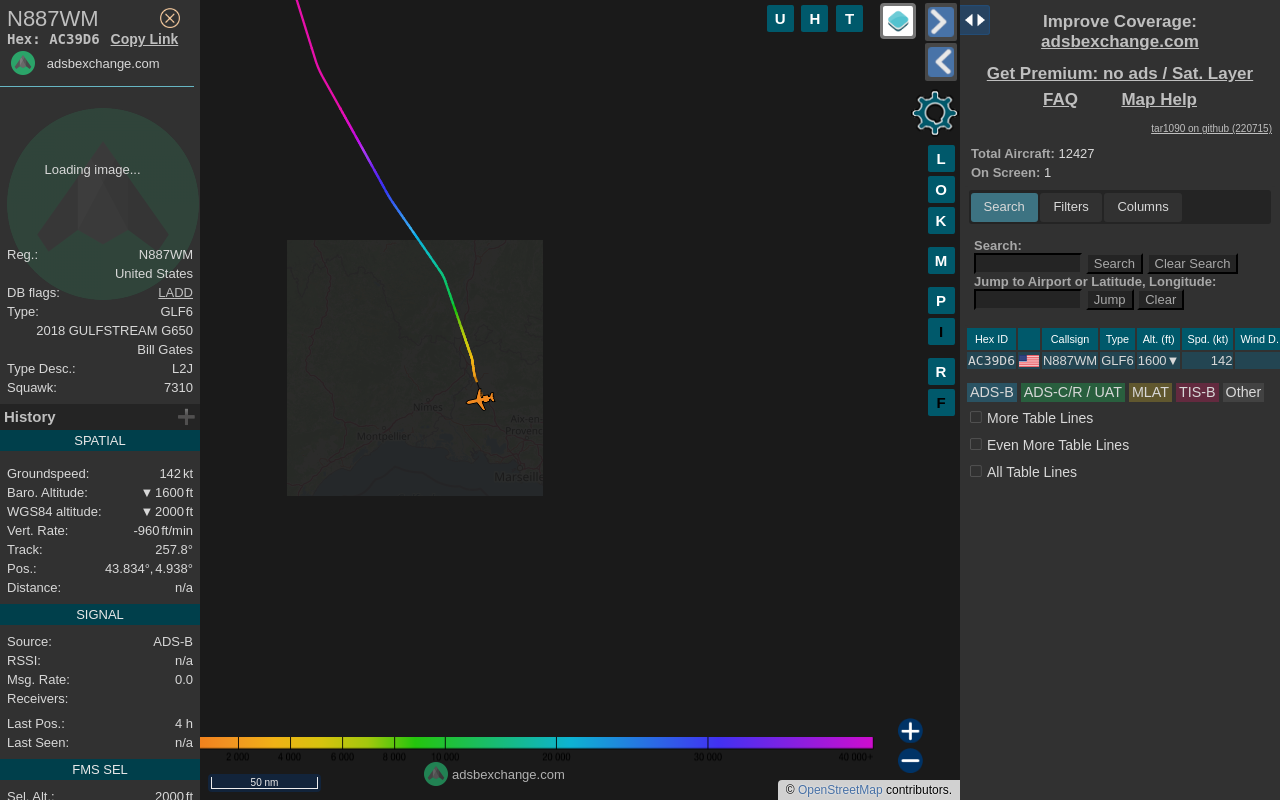 N887WM
Hex: AC39D6 Copy Link
adsbexchange.com
Loading image...
Reg.: N887WM
United States
DB flags: LADD
Type: GLF6
2018 GULFSTREAM G650
Bill Gates
Type Desc.: L2J
Squawk: 7310
History
SPATIAL
Groundspeed: 142 kt
Baro. Altitude: ▼ 1600 ft
WGS84 altitude: ▼ 2000 ft
Vert. Rate: -960 ft/min
Track: 257.8°
Pos.: 43.834°, 4.938°
Distance: n/a
SIGNAL
Source: ADS-B
RSSI: n/a
Msg. Rate: 0.0
Receivers:
Last Pos.: 4 h
Last Seen: n/a
FMS SEL
Sel. Alt.: 2000 ft
U H T
L
O
K
M
P
I
R
F
Nîmes
Montpellier
Aix-en-
Provence
Marseille
2 000 4 000 6 000 8 000 10 000 20 000 30 000 40 000+
50 nm
adsbexchange.com
© OpenStreetMap contributors.
Improve Coverage:
adsbexchange.com
Get Premium: no ads / Sat. Layer
FAQ Map Help
tar1090 on github (220715)
Total Aircraft: 12427
On Screen: 1
Search Filters Columns
Search:
Search Clear Search
Jump to Airport or Latitude, Longitude:
Jump Clear
Hex ID Callsign Type Alt. (ft) Spd. (kt) Wind D.
AC39D6 N887WM GLF6 1600▼ 142
ADS-B ADS-C/R / UAT MLAT TIS-B Other
More Table Lines
Even More Table Lines
All Table Lines